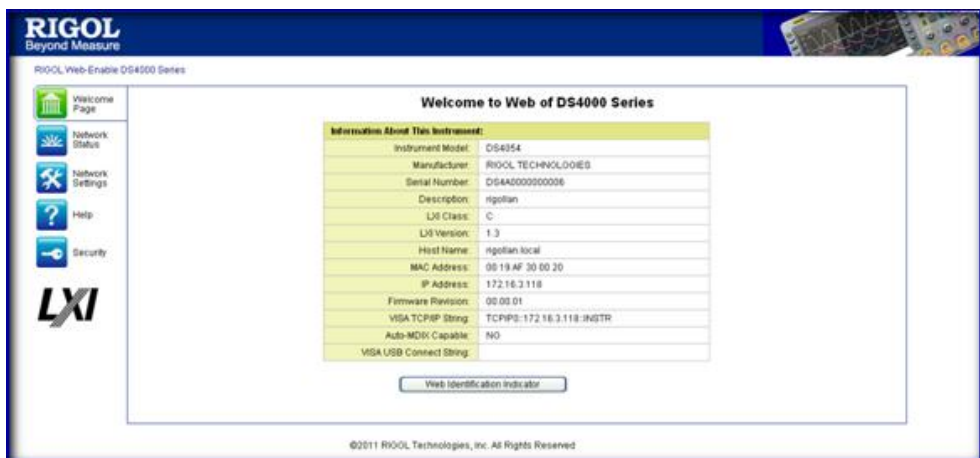 RIGOL
Beyond Measure
RIGOL Web-Enable DS4000 Series
Welcome Page
Network Status
Network Settings
Help
Security
LXI
Welcome to Web of DS4000 Series
Information About This Instrument:
Instrument Model: DS4054
Manufacturer: RIGOL TECHNOLOGIES
Serial Number: DS4A0000000006
Description: rigollan
LXI Class: C
LXI Version: 1.3
Host Name: rigollan.local
MAC Address: 00 19 AF 30 00 20
IP Address: 172.16.3.118
Firmware Revision: 00.00.01
VISA TCP/IP String: TCPIP0::172.16.3.118::INSTR
Auto-MDIX Capable: NO
VISA USB Connect String:
Web Identification Indicator
©2011 RIGOL Technologies, Inc. All Rights Reserved